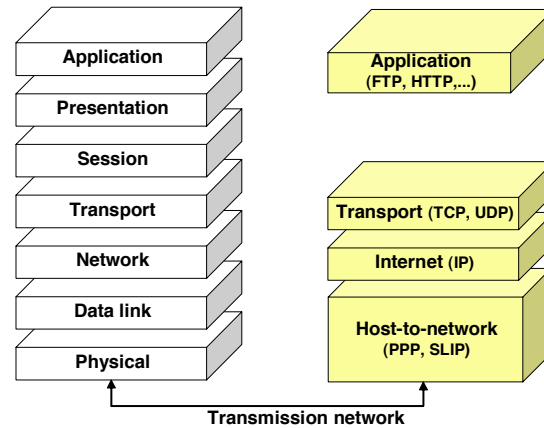 Application
Presentation
Session
Transport
Network
Data link
Physical
Application
(FTP, HTTP,...)
Transport (TCP, UDP)
Internet (IP)
Host-to-network
(PPP, SLIP)
Transmission network